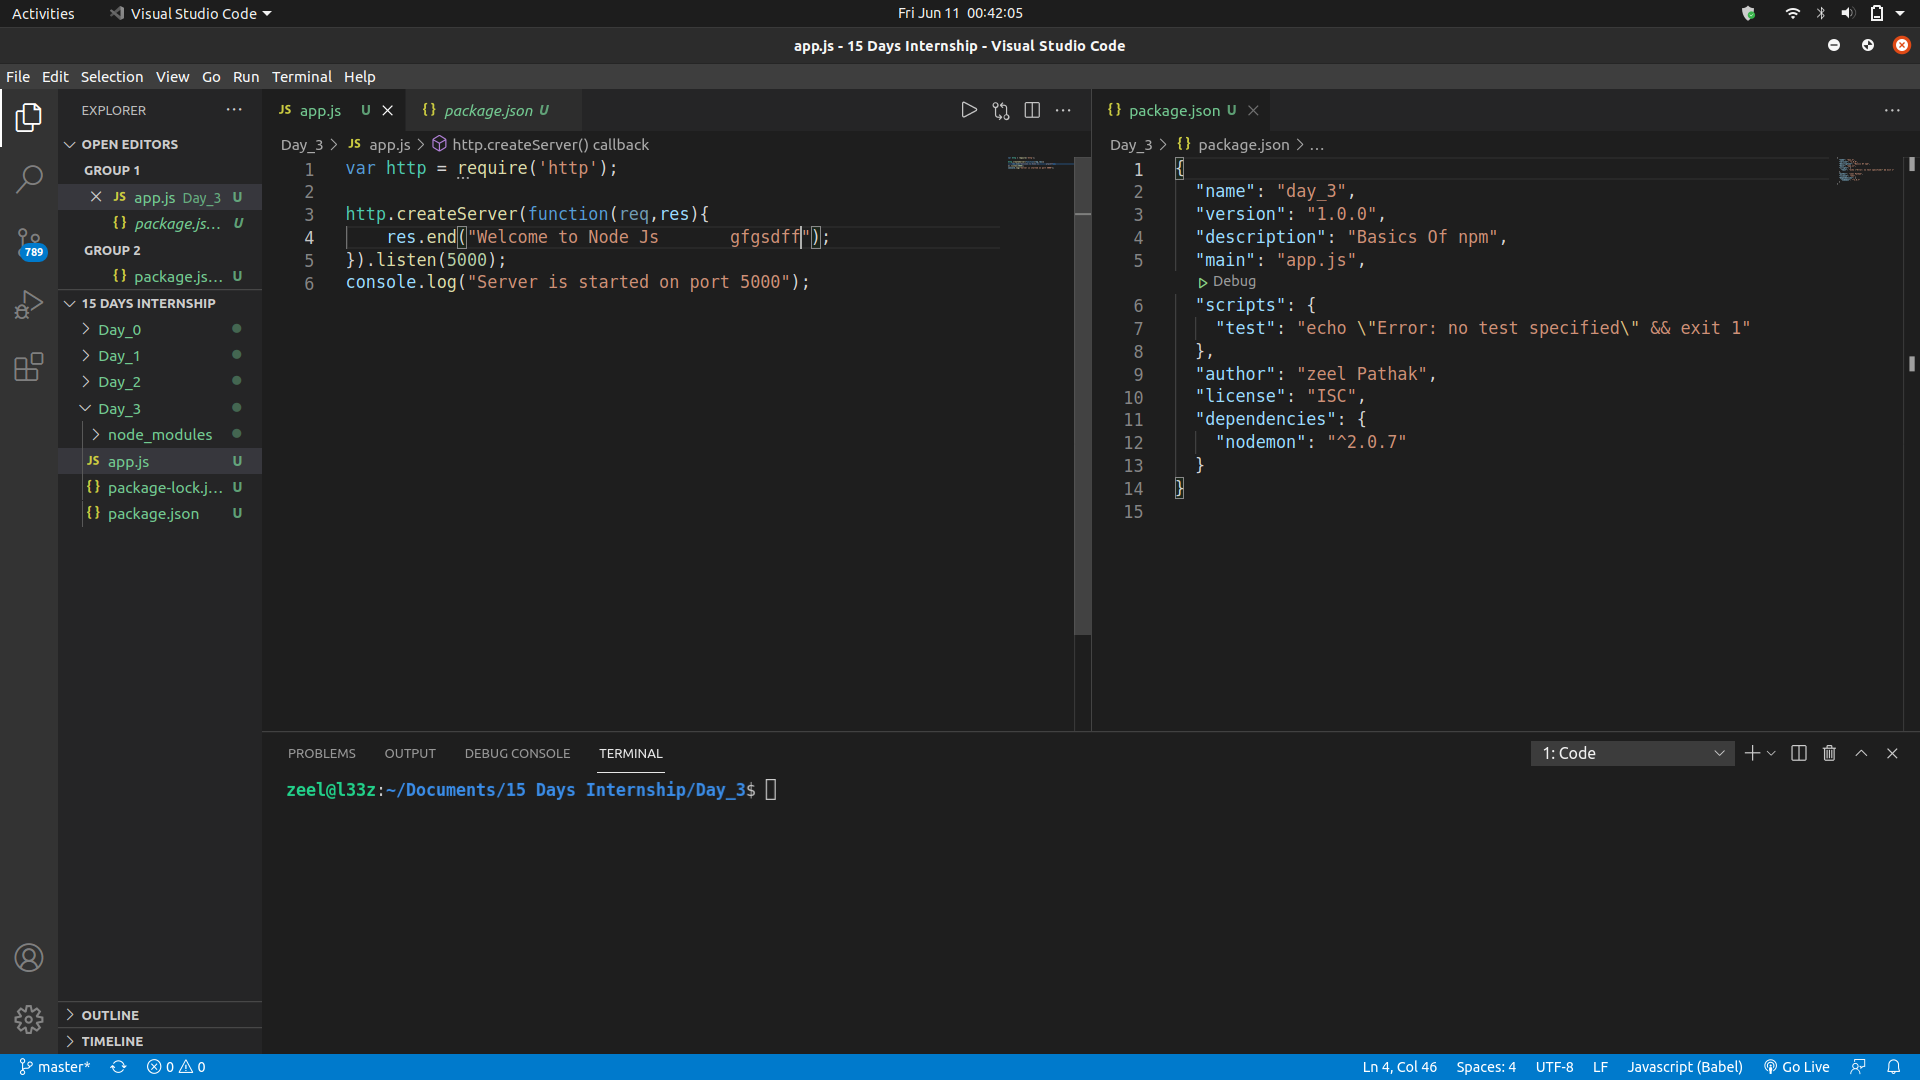 Activities Visual Studio Code Fri Jun 11 00:42:05
app.js - 15 Days Internship - Visual Studio Code
File Edit Selection View Go Run Terminal Help
EXPLORER
OPEN EDITORS
GROUP 1
JS app.js Day_3 U
{} package.js... U
GROUP 2
{} package.js... U
15 DAYS INTERNSHIP
Day_0
Day_1
Day_2
Day_3
node_modules
JS app.js U
{} package-lock.j... U
{} package.json U
OUTLINE
TIMELINE
789
JS app.js U {} package.json U
Day_3 > JS app.js > http.createServer() callback
1 var http = require('http');
2
3 http.createServer(function(req,res){
4     res.end("Welcome to Node Js       gfgsdff");
5 }).listen(5000);
6 console.log("Server is started on port 5000");
{} package.json U
Day_3 > {} package.json > ...
1 {
2   "name": "day_3",
3   "version": "1.0.0",
4   "description": "Basics Of npm",
5   "main": "app.js",
Debug
6   "scripts": {
7     "test": "echo \"Error: no test specified\" && exit 1"
8   },
9   "author": "zeel Pathak",
10   "license": "ISC",
11   "dependencies": {
12     "nodemon": "^2.0.7"
13   }
14 }
15
PROBLEMS OUTPUT DEBUG CONSOLE TERMINAL 1: Code
zeel@l33z:~/Documents/15 Days Internship/Day_3$
master* 0 0 Ln 4, Col 46 Spaces: 4 UTF-8 LF Javascript (Babel) Go Live